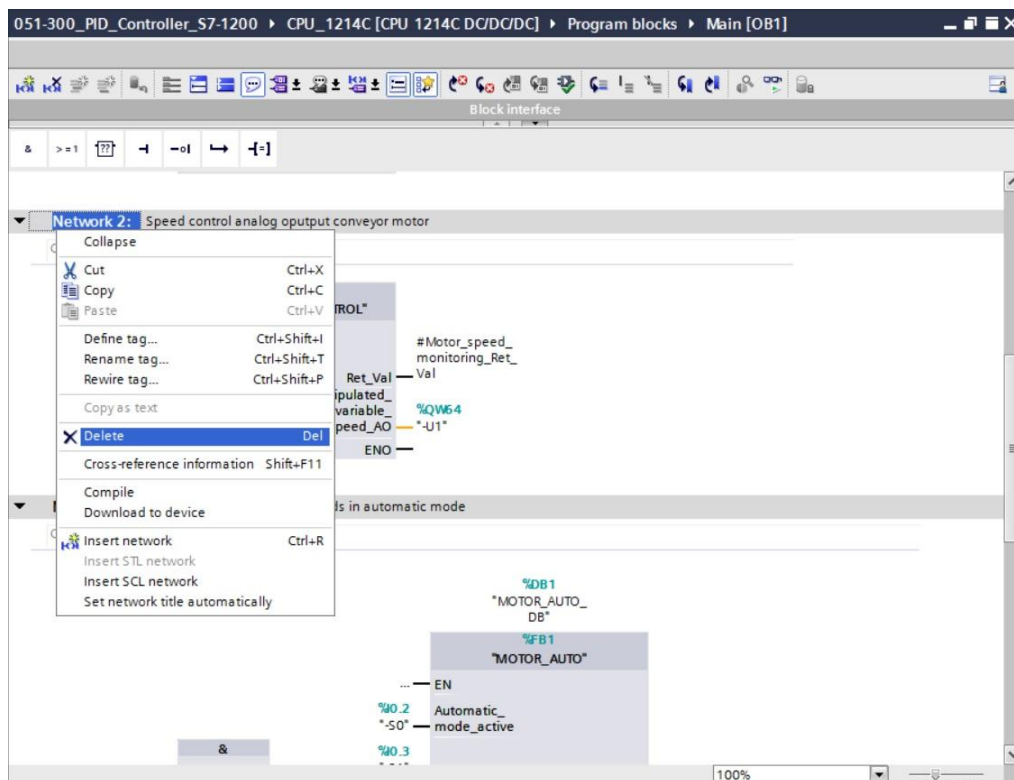 051-300_PID_Controller_S7-1200 ▸ CPU_1214C [CPU 1214C DC/DC/DC] ▸ Program blocks ▸ Main [OB1]
Block interface
& >=1 ?? -o| -[=]
Network 2: Speed control analog oputput conveyor motor
Collapse
Cut Ctrl+X
Copy Ctrl+C
Paste Ctrl+V
Define tag... Ctrl+Shift+I
Rename tag... Ctrl+Shift+T
Rewire tag... Ctrl+Shift+P
Copy as text
Delete Del
Cross-reference information Shift+F11
Compile
Download to device
Insert network Ctrl+R
Insert STL network
Insert SCL network
Set network title automatically
ROL"
#Motor_speed_
monitoring_Ret_
Ret_Val Val
ipulated_
variable_ %QW64
peed_AO "-U1"
ENO
ds in automatic mode
%DB1
"MOTOR_AUTO_
DB"
%FB1
"MOTOR_AUTO"
... EN
%I0.2 Automatic_
"-S0" mode_active
& %I0.3
100%